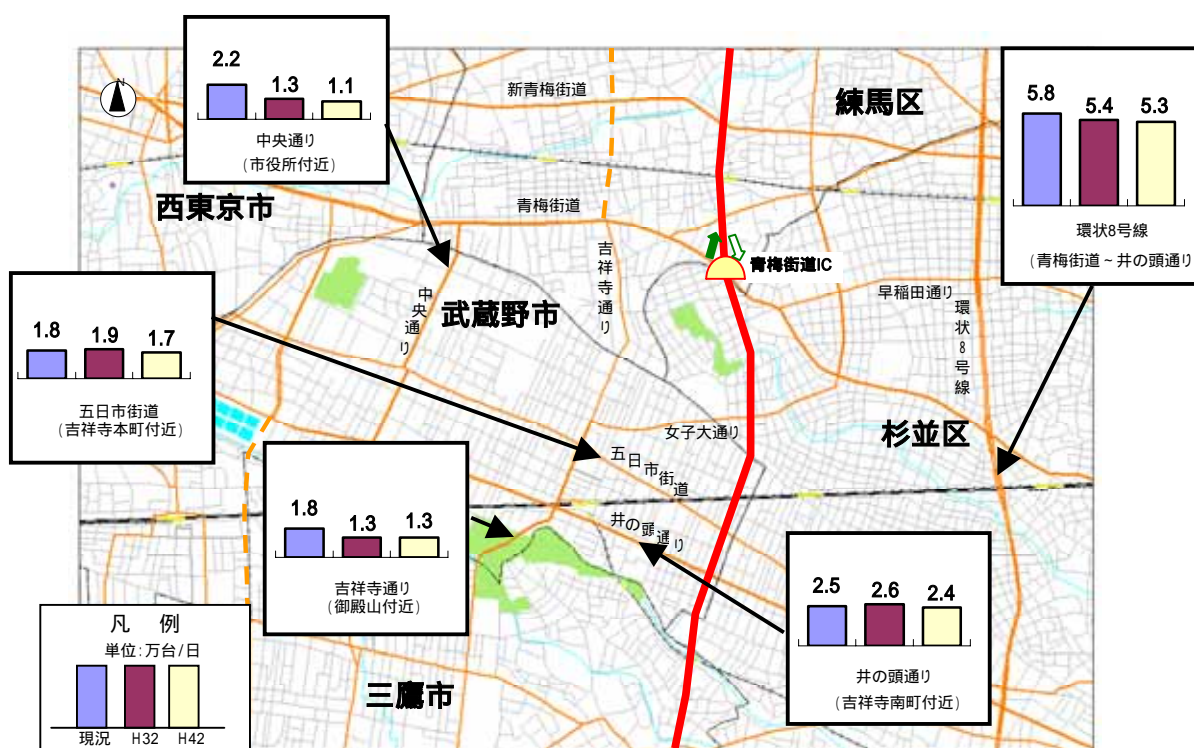 2.2
1.3
1.1
中央通り
(市役所付近)
N
新青梅街道
練馬区
5.8
5.4
5.3
環状8号線
(青梅街道~井の頭通り
西東京市
青梅街道
吉祥寺通り
青梅街道IC
早稲田通り
環状8号線
中央通り
武蔵野市
1.8
1.9
1.7
五日市街道
(吉祥寺本町付近)
女子大通り
杉並区
五日市街道
井の頭通り
1.8
1.3
1.3
吉祥寺通り
(御殿山付近)
2.5
2.6
2.4
井の頭通り
(吉祥寺南町付近)
三鷹市
凡 例
単位:万台/日
現況 H32 H42